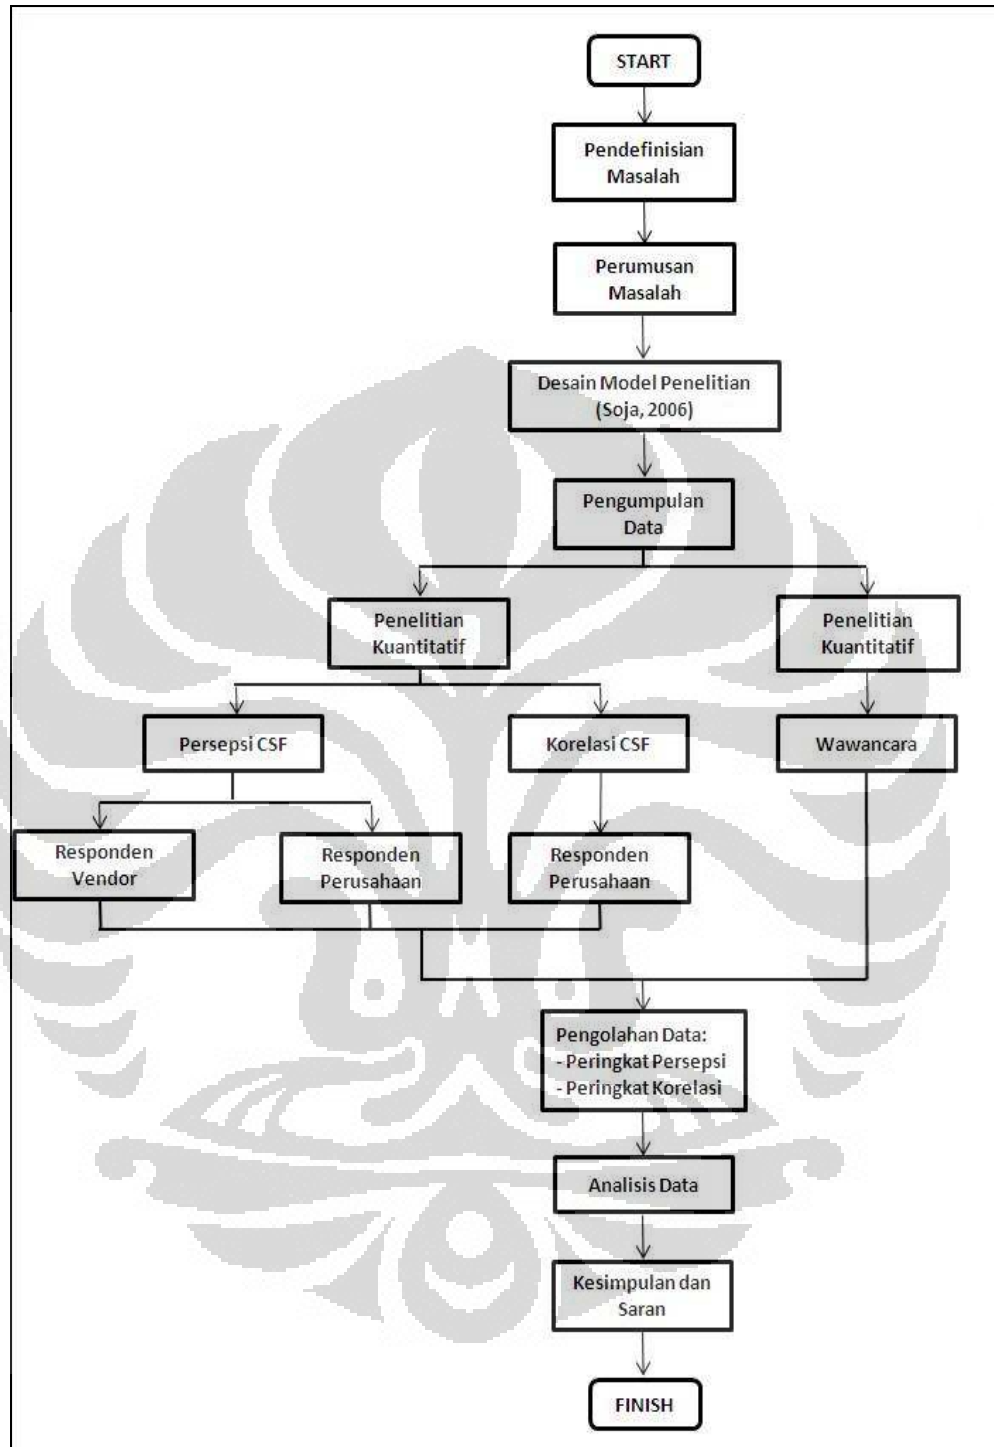 START
Pendefinisian
Masalah
Perumusan
Masalah
Desain Model Penelitian
(Soja, 2006)
Pengumpulan
Data
Penelitian
Kuantitatif
Penelitian
Kuantitatif
Persepsi CSF
Korelasi CSF
Wawancara
Responden
Vendor
Responden
Perusahaan
Responden
Perusahaan
Pengolahan Data:
- Peringkat Persepsi
- Peringkat Korelasi
Analisis Data
Kesimpulan dan
Saran
FINISH